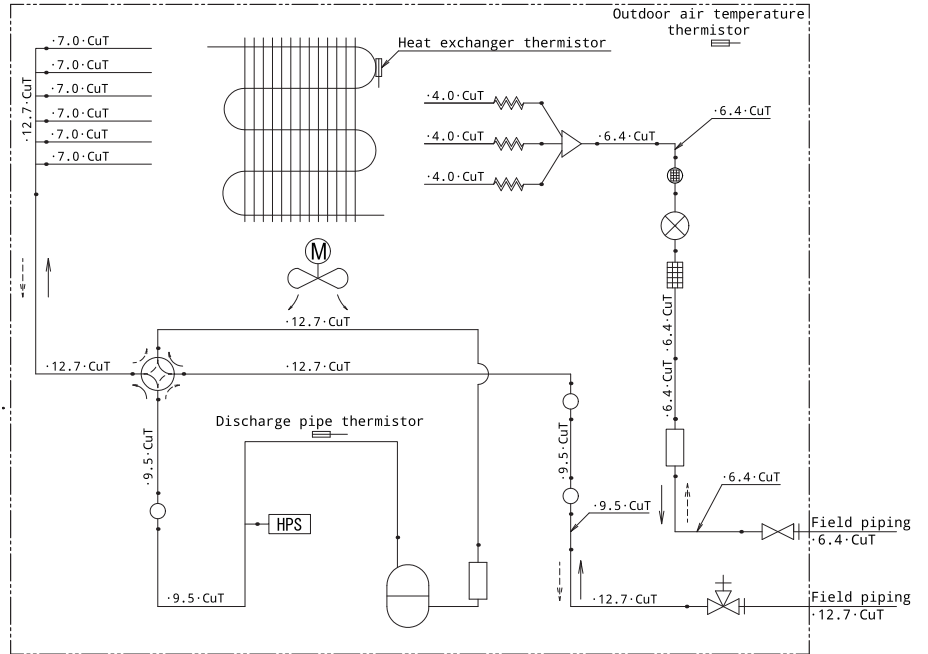 Outdoor air temperature
thermistor
·7.0·CuT
·7.0·CuT
·7.0·CuT
·7.0·CuT
·7.0·CuT
·7.0·CuT
·12.7·CuT
Heat exchanger thermistor
·4.0·CuT
·4.0·CuT
·4.0·CuT
·6.4·CuT
·6.4·CuT
M
·6.4·CuT
·6.4·CuT
·12.7·CuT
·12.7·CuT
·12.7·CuT
Discharge pipe thermistor
·9.5·CuT
·9.5·CuT
·9.5·CuT
·6.4·CuT
HPS
Field piping
·6.4·CuT
·9.5·CuT
·12.7·CuT
Field piping
·12.7·CuT